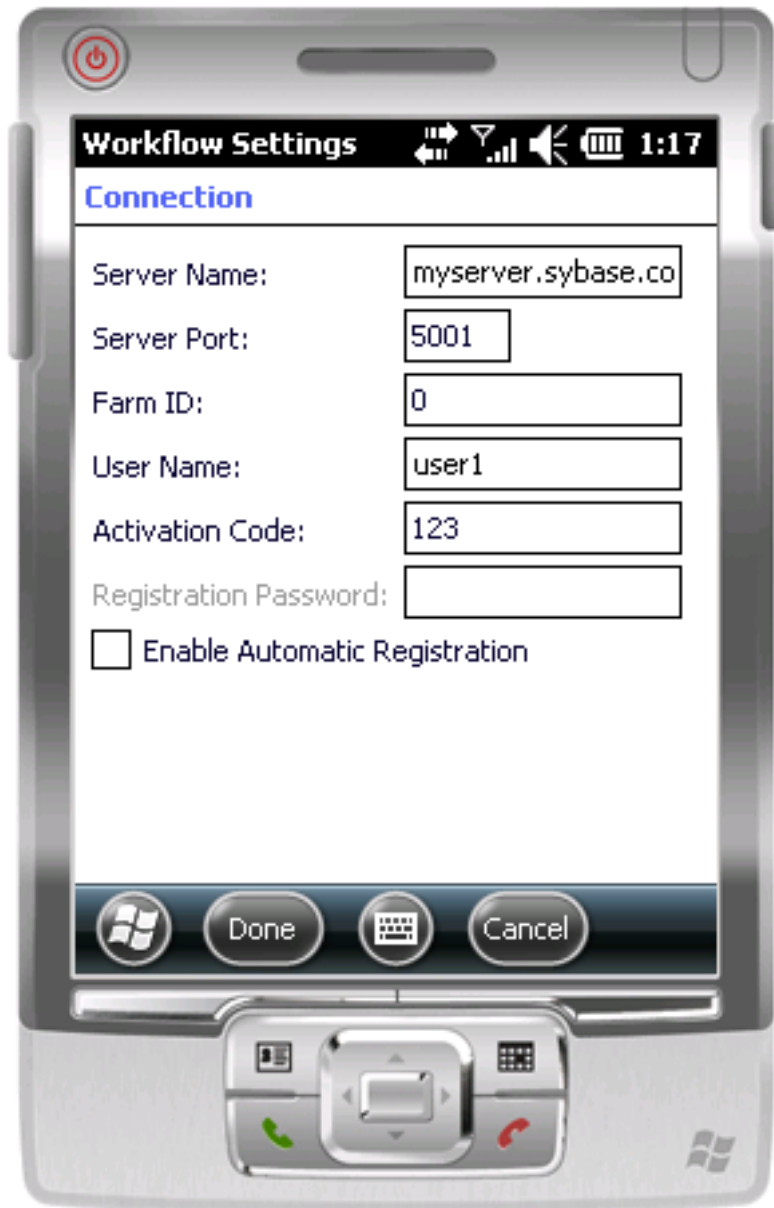 Workflow Settings 1:17
Connection
Server Name: myserver.sybase.co
Server Port: 5001
Farm ID: 0
User Name: user1
Activation Code: 123
Registration Password:
Enable Automatic Registration
Done Cancel